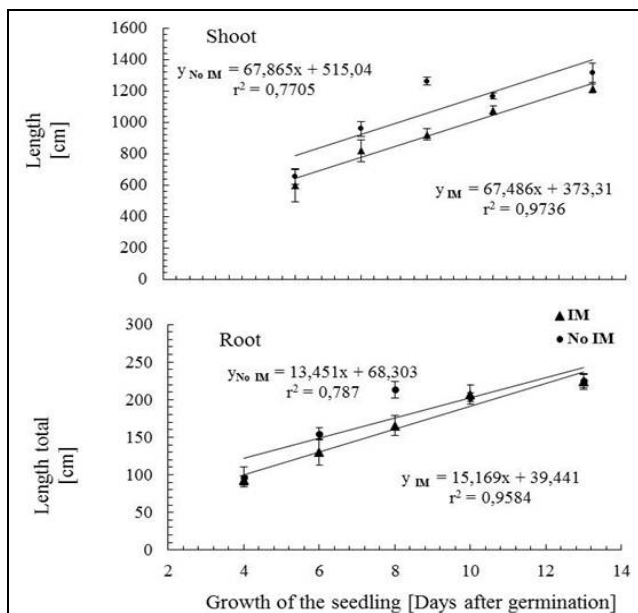 Shoot
y No IM = 67,865x + 515,04
r² = 0,7705
y IM = 67,486x + 373,31
r² = 0,9736
Length
[cm]
1600
1400
1200
1000
800
600
400
200
0
Root
IM
No IM
yNo IM = 13,451x + 68,303
r² = 0,787
y IM = 15,169x + 39,441
r² = 0,9584
Length total
[cm]
300
250
200
150
100
50
0
2 4 6 8 10 12 14
Growth of the seedling [Days after germination]